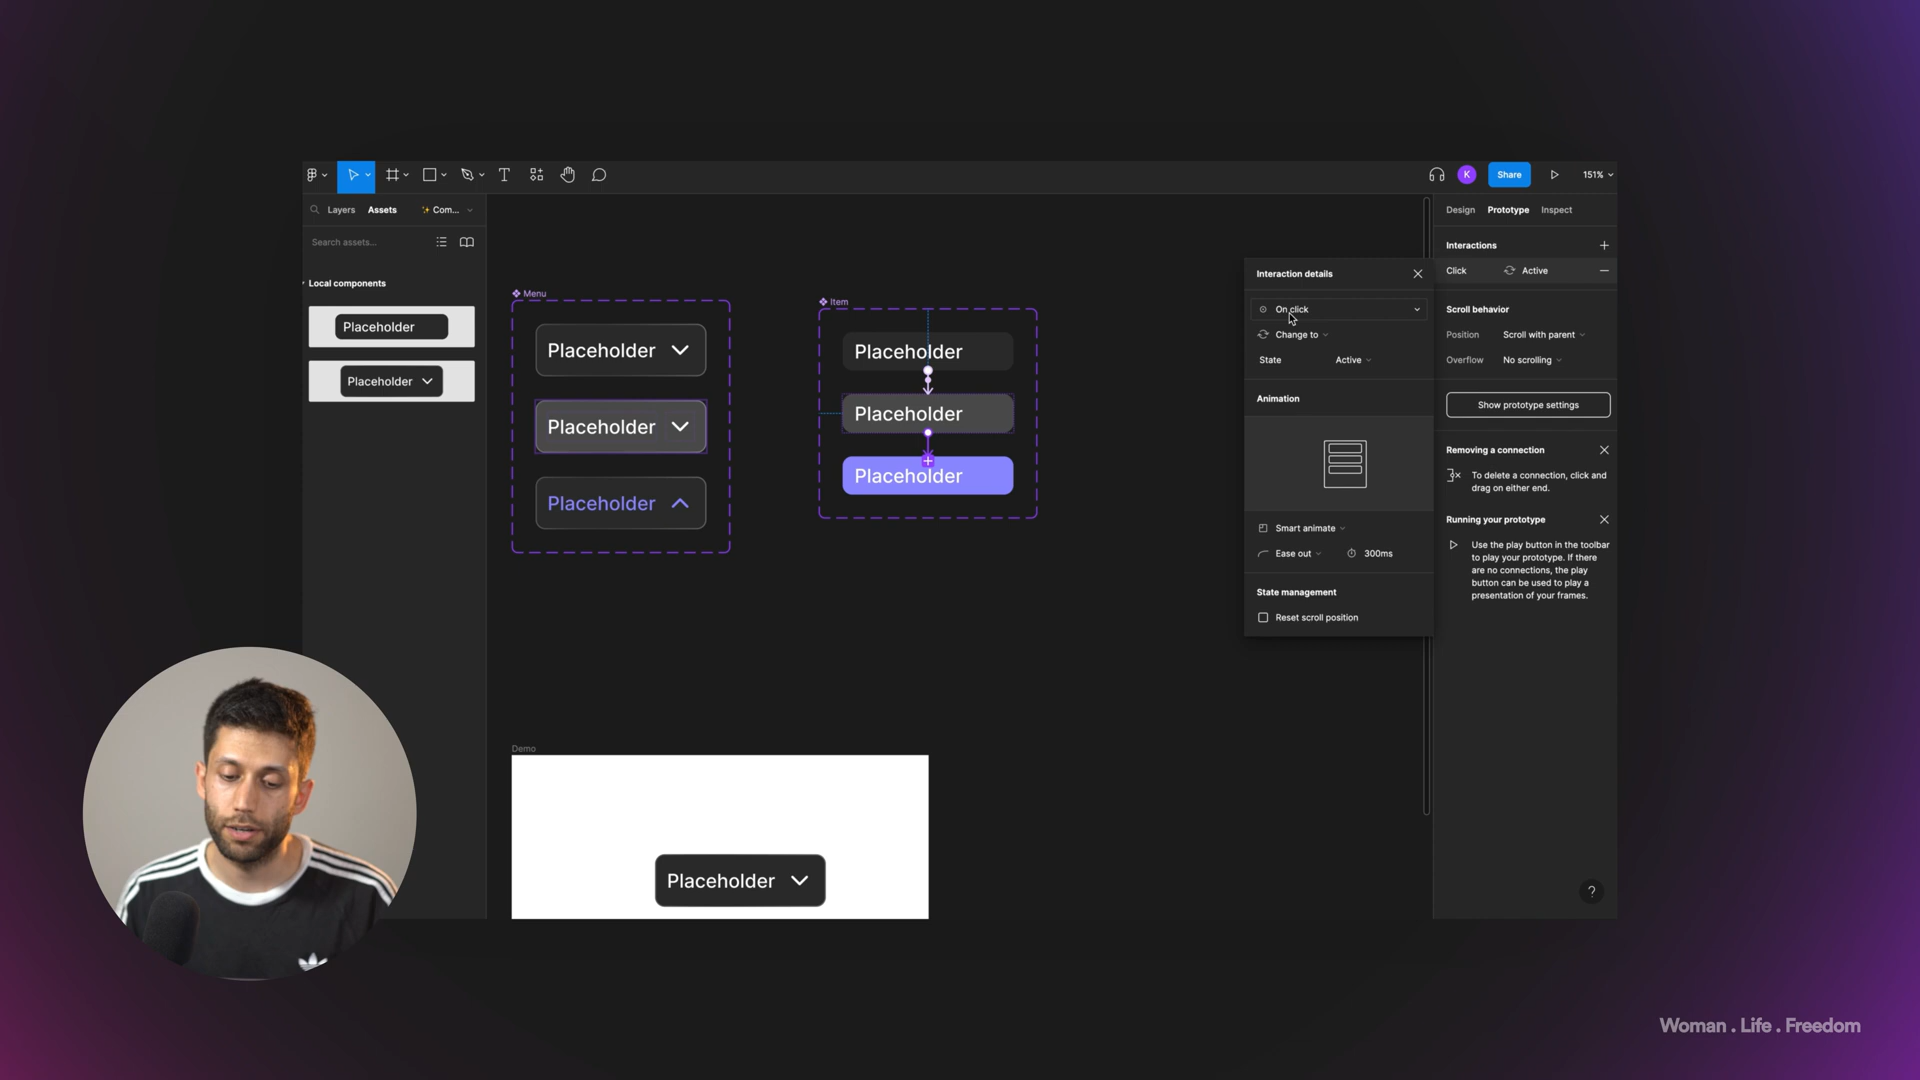 Share
151%
K
Layers
Assets
Com...
Search assets...
Local components
Placeholder
Placeholder
Menu
Placeholder
Placeholder
Placeholder
Item
Placeholder
Placeholder
Placeholder
Demo
Placeholder
Interaction details
On click
Change to
State Active
Animation
Smart animate
Ease out 300ms
State management
Reset scroll position
Design Prototype Inspect
Interactions
Click Active
Scroll behavior
Position Scroll with parent
Overflow No scrolling
Show prototype settings
Removing a connection
To delete a connection, click and
drag on either end.
Running your prototype
Use the play button in the toolbar
to play your prototype. If there
are no connections, the play
button can be used to play a
presentation of your frames.
?
Woman . Life . Freedom